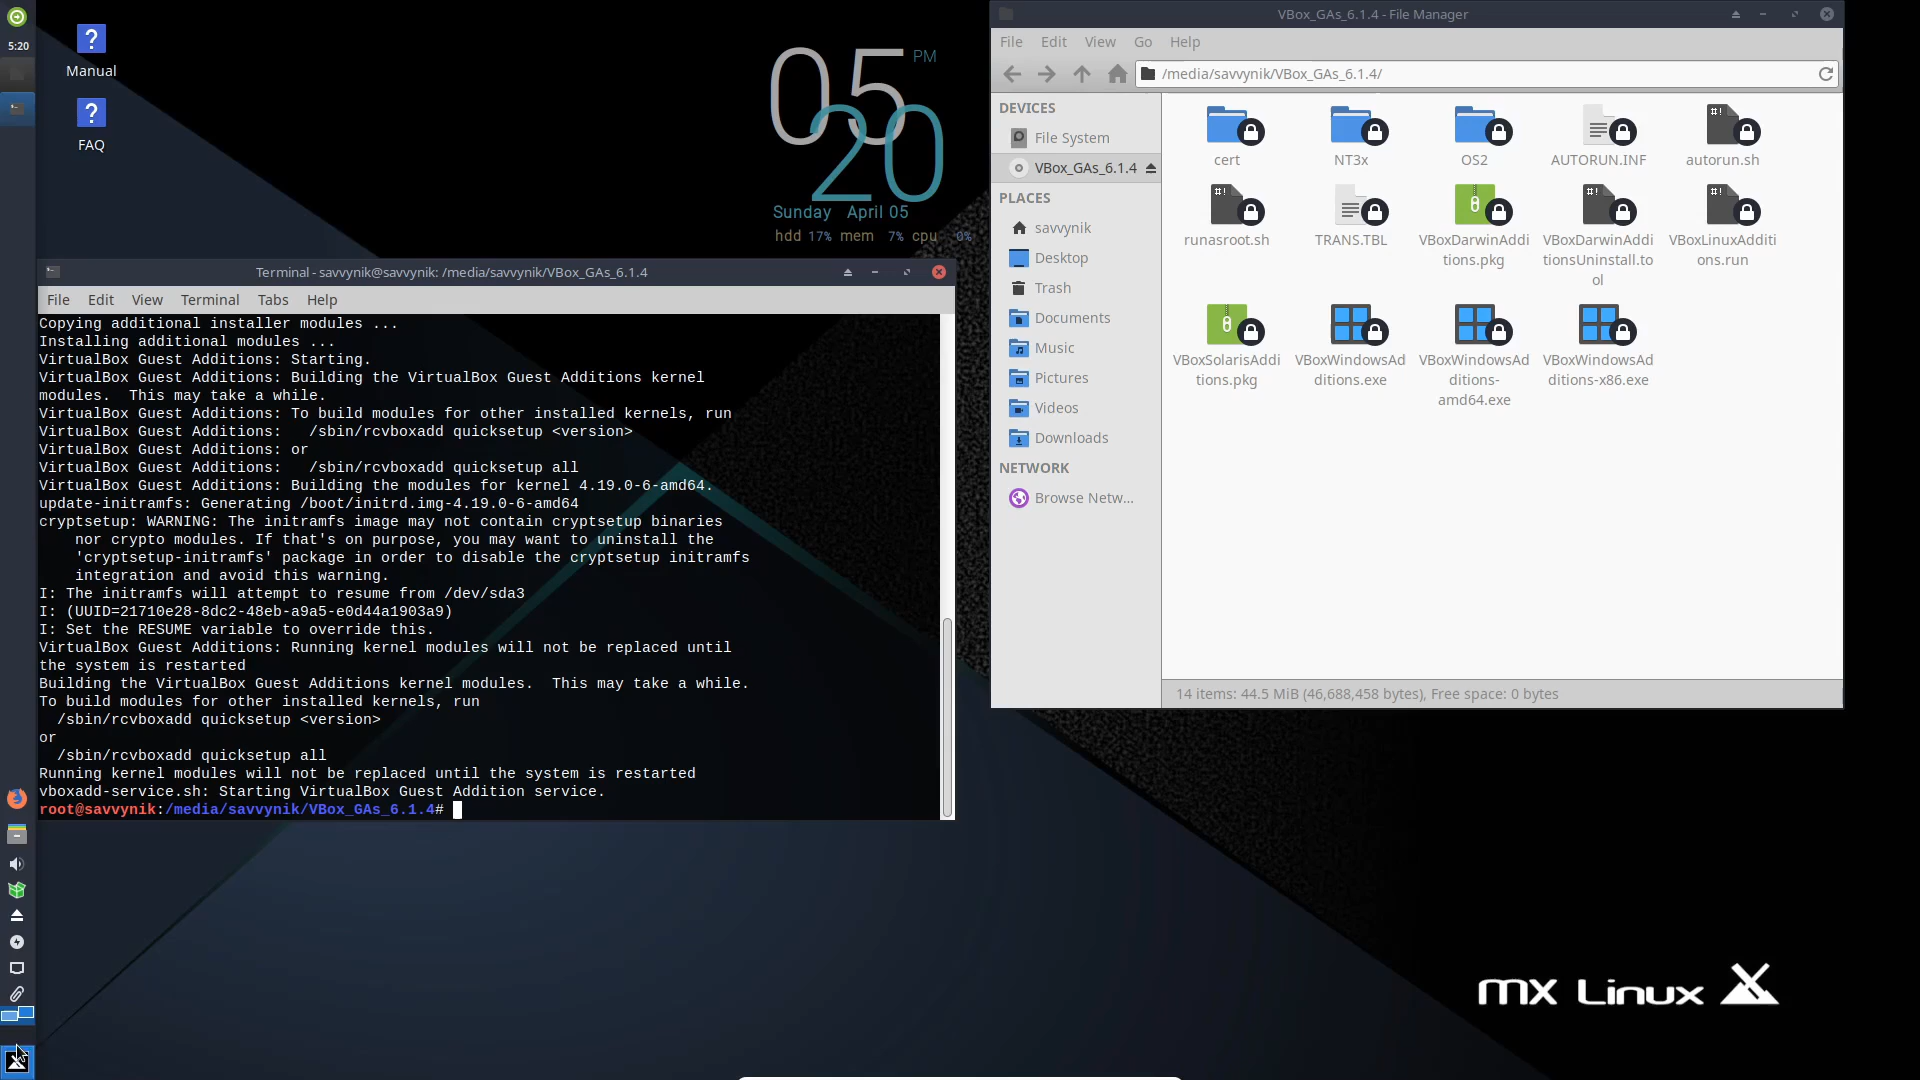 5:20
Manual
FAQ
05 PM
20
Sunday April 05
hdd 17% mem 7% cpu 0%
Terminal - savvynik@savvynik: /media/savvynik/VBox_GAs_6.1.4
File Edit View Terminal Tabs Help
Copying additional installer modules ...
Installing additional modules ...
VirtualBox Guest Additions: Starting.
VirtualBox Guest Additions: Building the VirtualBox Guest Additions kernel
modules.  This may take a while.
VirtualBox Guest Additions: To build modules for other installed kernels, run
VirtualBox Guest Additions:   /sbin/rcvboxadd quicksetup <version>
VirtualBox Guest Additions: or
VirtualBox Guest Additions:   /sbin/rcvboxadd quicksetup all
VirtualBox Guest Additions: Building the modules for kernel 4.19.0-6-amd64.
update-initramfs: Generating /boot/initrd.img-4.19.0-6-amd64
cryptsetup: WARNING: The initramfs image may not contain cryptsetup binaries
    nor crypto modules. If that's on purpose, you may want to uninstall the
    'cryptsetup-initramfs' package in order to disable the cryptsetup initramfs
    integration and avoid this warning.
I: The initramfs will attempt to resume from /dev/sda3
I: (UUID=21710e28-8dc2-48eb-a9a5-e0d44a1903a9)
I: Set the RESUME variable to override this.
VirtualBox Guest Additions: Running kernel modules will not be replaced until
the system is restarted
Building the VirtualBox Guest Additions kernel modules.  This may take a while.
To build modules for other installed kernels, run
  /sbin/rcvboxadd quicksetup <version>
or
  /sbin/rcvboxadd quicksetup all
Running kernel modules will not be replaced until the system is restarted
vboxadd-service.sh: Starting VirtualBox Guest Addition service.
root@savvynik:/media/savvynik/VBox_GAs_6.1.4#
VBox_GAs_6.1.4 - File Manager
File Edit View Go Help
/media/savvynik/VBox_GAs_6.1.4/
DEVICES
File System
VBox_GAs_6.1.4
PLACES
savvynik
Desktop
Trash
Documents
Music
Pictures
Videos
Downloads
NETWORK
Browse Netw...
cert
NT3x
OS2
AUTORUN.INF
autorun.sh
runasroot.sh
TRANS.TBL
VBoxDarwinAddi
tions.pkg
VBoxDarwinAddi
tionsUninstall.to
ol
VBoxLinuxAdditi
ons.run
VBoxSolarisAddi
tions.pkg
VBoxWindowsAd
ditions.exe
VBoxWindowsAd
ditions-
amd64.exe
VBoxWindowsAd
ditions-x86.exe
14 items: 44.5 MiB (46,688,458 bytes), Free space: 0 bytes
mx Linux